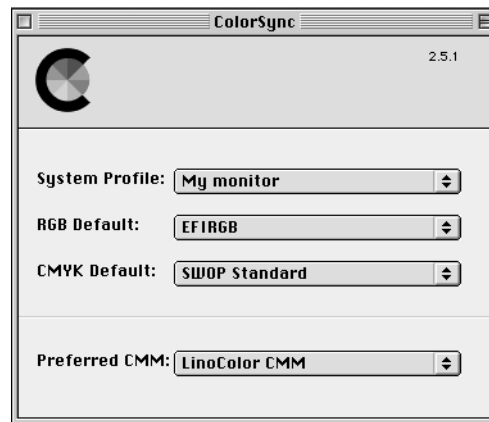 ColorSync
2.5.1
System Profile: My monitor
RGB Default: EFIRGB
CMYK Default: SWOP Standard
Preferred CMM: LinoColor CMM